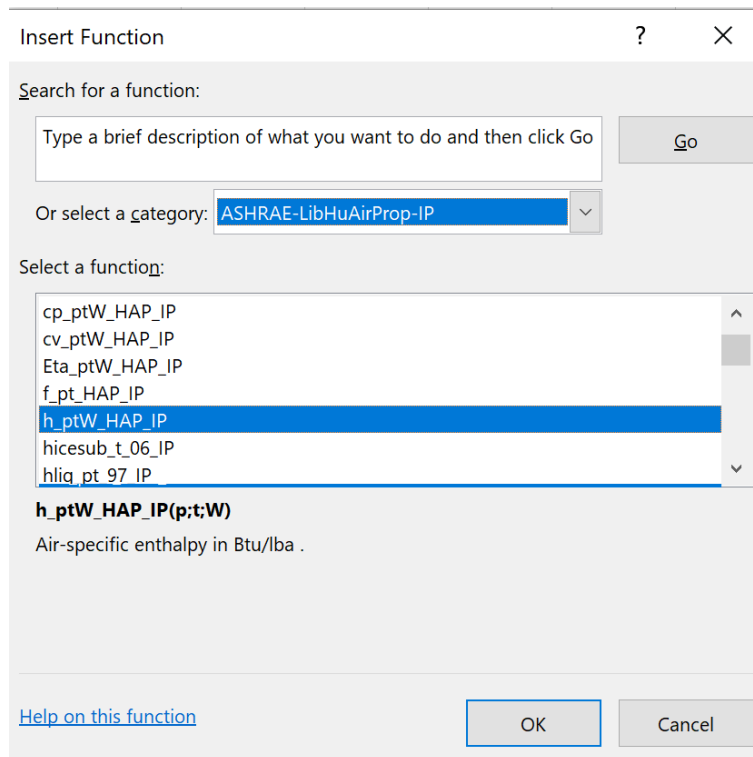 Insert Function ?
Search for a function:
Type a brief description of what you want to do and then click Go
Go
Or select a category: ASHRAE-LibHuAirProp-IP
Select a function:
cp_ptW_HAP_IP
cv_ptW_HAP_IP
Eta_ptW_HAP_IP
f_pt_HAP_IP
h_ptW_HAP_IP
hicesub_t_06_IP
hliq_pt_97_IP
h_ptW_HAP_IP(p;t;W)
Air-specific enthalpy in Btu/lba .
Help on this function
OK
Cancel